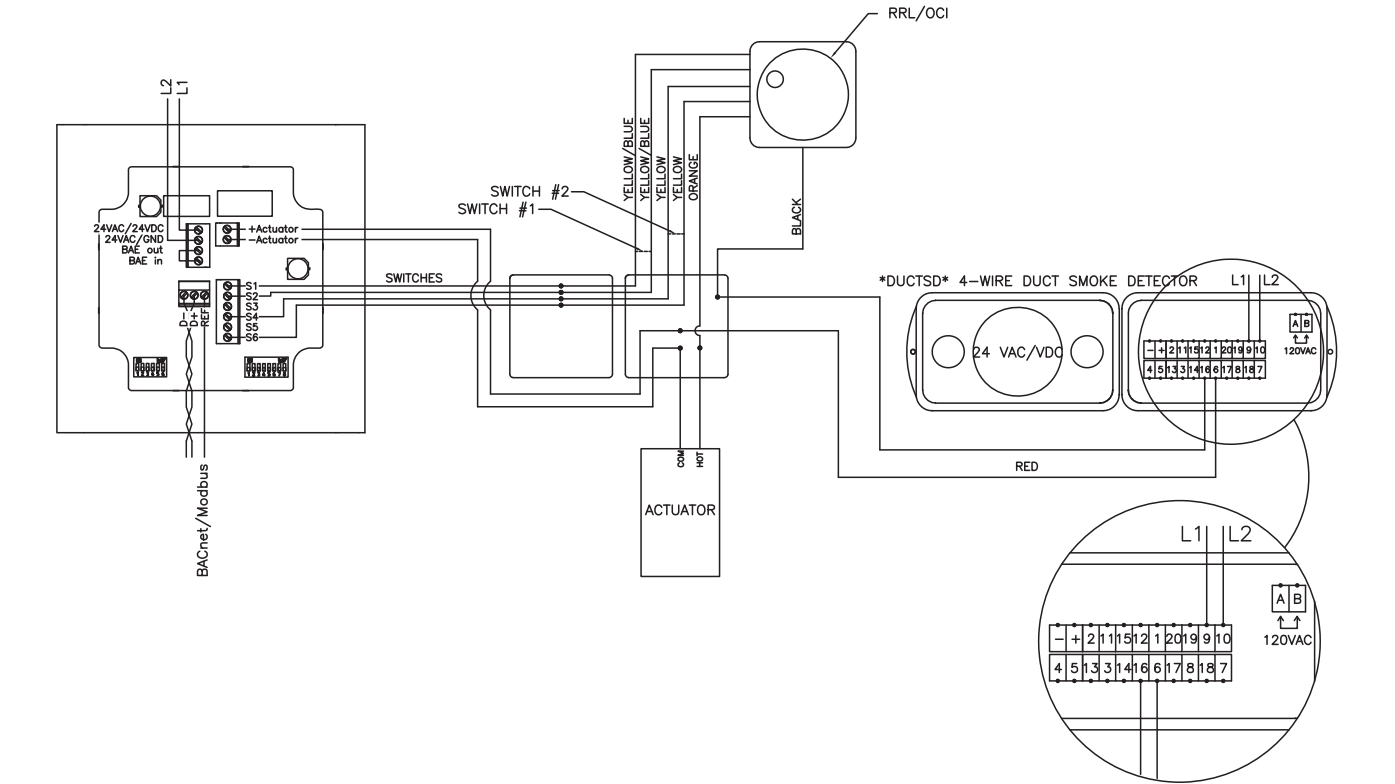 RRL/OCI
L2
L1
YELLOW/BLUE
YELLOW/BLUE
YELLOW
YELLOW
ORANGE
SWITCH #2
SWITCH #1
BLACK
24VAC/24VDC
24VAC/GND
BAE out
BAE in
+Actuator
-Actuator
S1
S2
S3
S4
S5
S6
D-
D+
REF
SWITCHES
BACnet/Modbus
*DUCTSD* 4-WIRE DUCT SMOKE DETECTOR
L1
L2
24 VAC/VDC
A B
120VAC
- + 2 11 15 12 1 20 19 9 10
4 5 13 3 14 16 6 17 8 18 7
RED
COM
HOT
ACTUATOR
L1
L2
A B
120VAC
- + 2 11 15 12 1 20 19 9 10
4 5 13 3 14 16 6 17 8 18 7